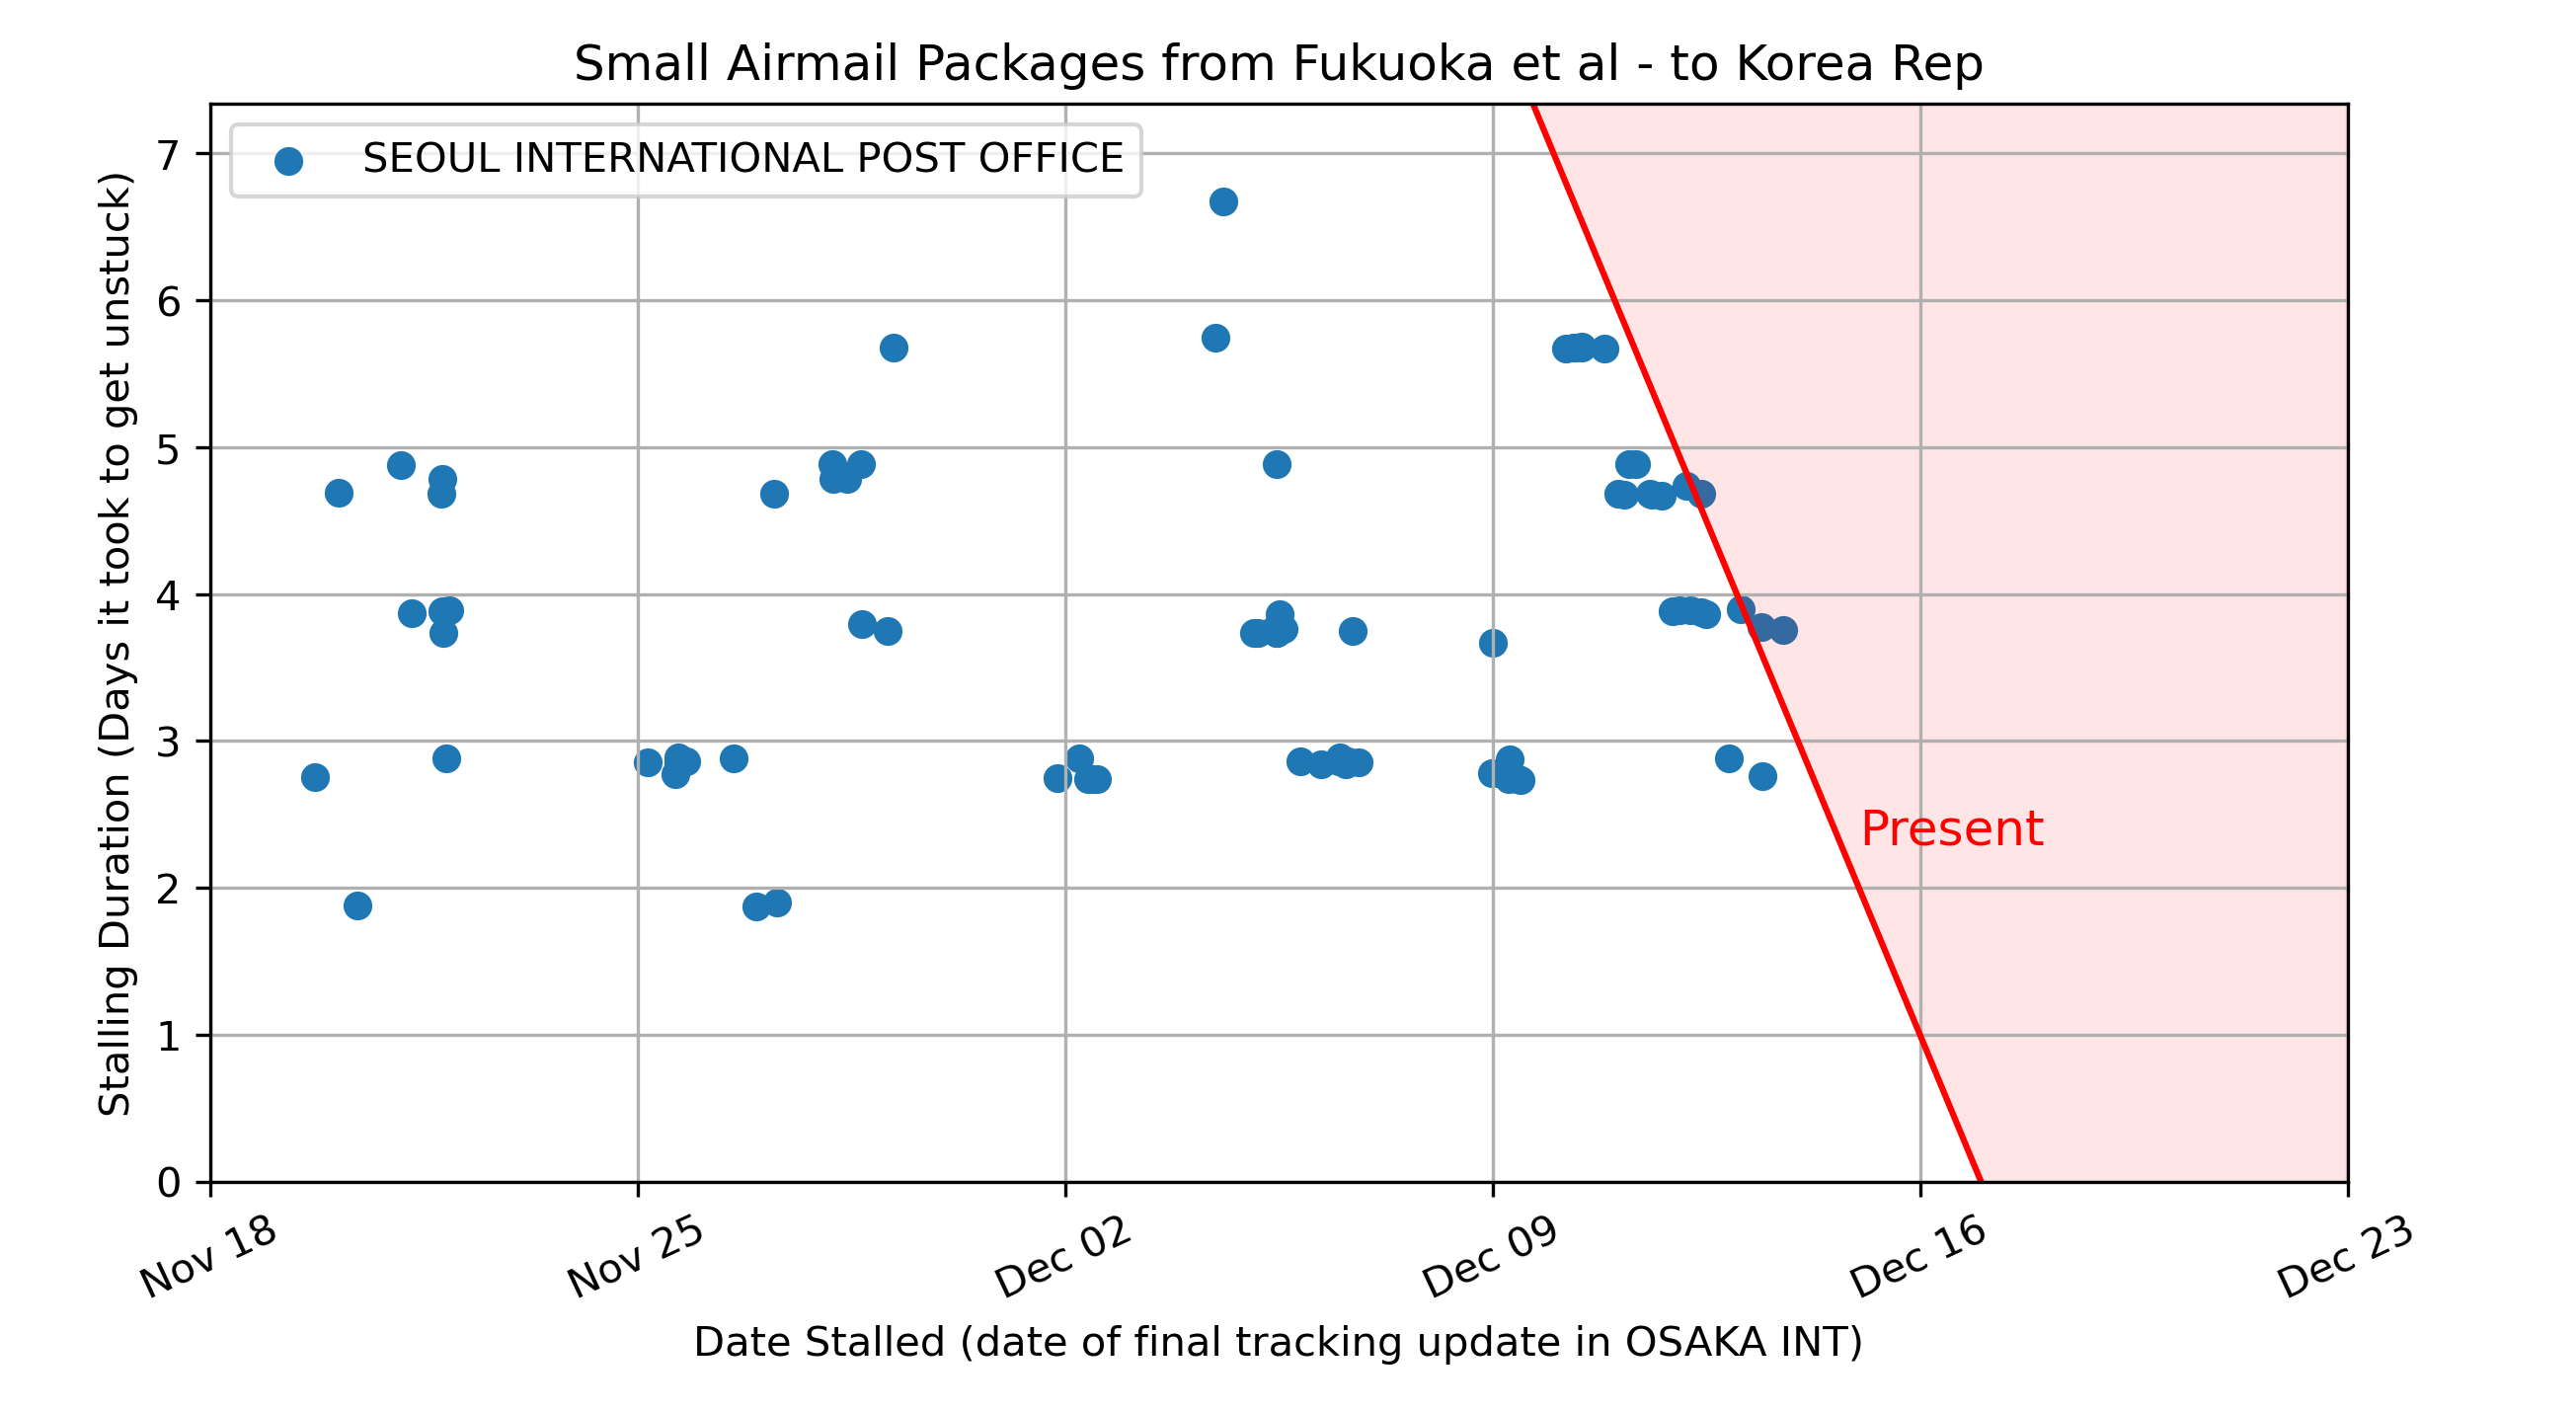 Small Airmail Packages from Fukuoka et al - to Korea Rep
SEOUL INTERNATIONAL POST OFFICE
Stalling Duration (Days it took to get unstuck)
7
6
5
4
3
2
1
0
Present
Nov 18
Nov 25
Dec 02
Dec 09
Dec 16
Dec 23
Date Stalled (date of final tracking update in OSAKA INT)